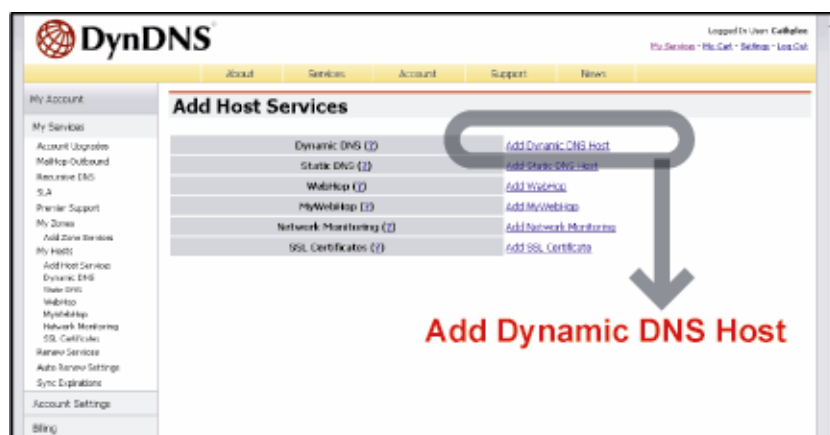 DynDNS
Logged In User: Cathylee
My Services - My Cart - Settings - Log Out
About Services Account Support News
My Account
My Services
Account Upgrades
MailHop Outbound
Recursive DNS
SLA
Premier Support
My Zones
Add Zone Services
My Hosts
Add Host Services
Dynamic DNS
Static DNS
WebHop
MyWebHop
Network Monitoring
SSL Certificates
Renew Services
Auto Renew Settings
Sync Expirations
Account Settings
Billing
Add Host Services
Dynamic DNS (?) Add Dynamic DNS Host
Static DNS (?) Add Static DNS Host
WebHop (?) Add WebHop
MyWebHop (?) Add MyWebHop
Network Monitoring (?) Add Network Monitoring
SSL Certificates (?) Add SSL Certificate
Add Dynamic DNS Host